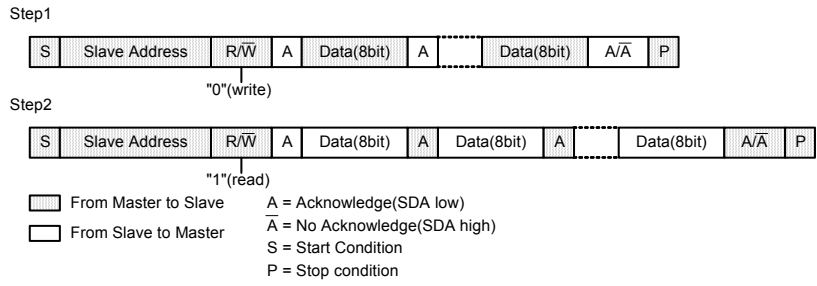 Step1
S Slave Address R/W̅ A Data(8bit) A Data(8bit) A/A̅ P
"0"(write)
Step2
S Slave Address R/W̅ A Data(8bit) A Data(8bit) A Data(8bit) A/A̅ P
"1"(read)
From Master to Slave A = Acknowledge(SDA low)
A̅ = No Acknowledge(SDA high)
From Slave to Master
S = Start Condition
P = Stop condition